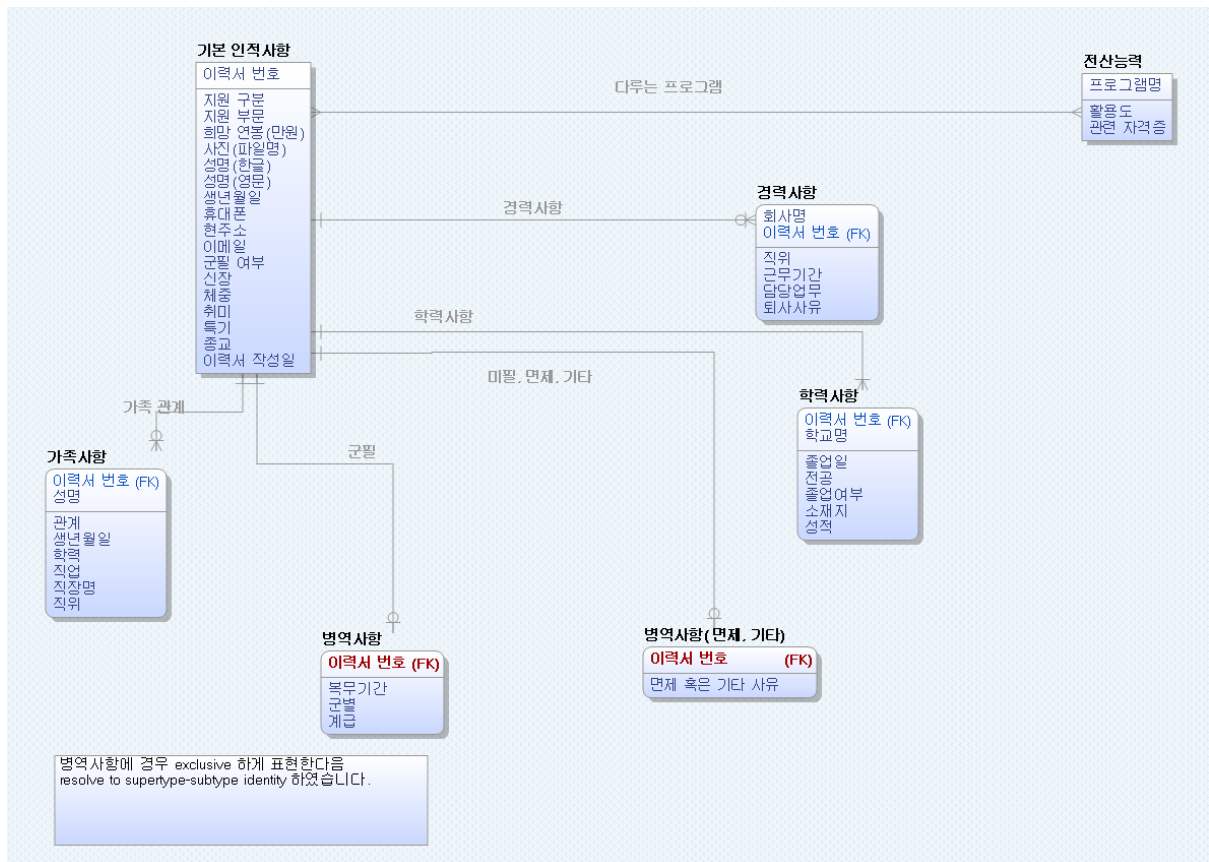 기본 인적사항
이력서 번호
지원 구분
지원 부문
희망 연봉(만원)
사진(파일명)
성명(한글)
성명(영문)
생년월일
휴대폰
현주소
이메일
군필 여부
신장
체중
취미
특기
종교
이력서 작성일
다루는 프로그램
전산능력
프로그램명
활용도
관련 자격증
경력사항
경력사항
회사명
이력서 번호 (FK)
직위
근무기간
담당업무
퇴사사유
학력사항
학력사항
이력서 번호 (FK)
학교명
졸업일
전공
졸업여부
소재지
성적
미필, 면제, 기타
가족 관계
가족사항
이력서 번호 (FK)
성명
관계
생년월일
학력
직업
직장명
직위
군필
병역사항
이력서 번호 (FK)
복무기간
군별
계급
병역사항(면제, 기타)
이력서 번호 (FK)
면제 혹은 기타 사유
병역사항에 경우 exclusive 하게 표현한다음
resolve to supertype-subtype identity 하였습니다.